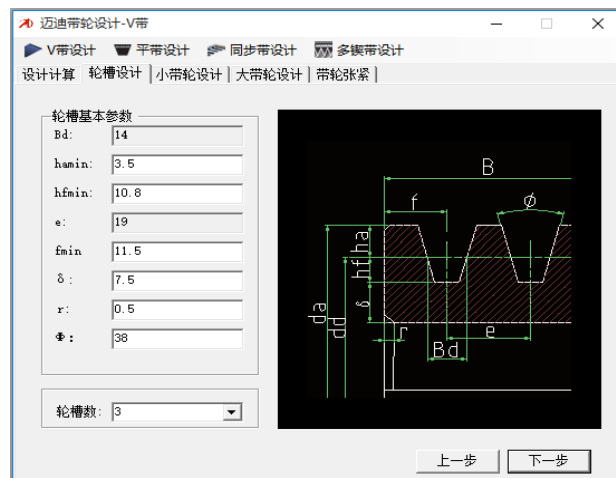 迈迪带轮设计-V带
V带设计 平带设计 同步带设计 多锲带设计
设计计算 轮槽设计 小带轮设计 大带轮设计 带轮张紧
轮槽基本参数
Bd: 14
hamin: 3.5
hfmin: 10.8
e: 19
fmin 11.5
δ: 7.5
r: 0.5
Φ: 38
轮槽数: 3
B
f
ø
ha
hf
δ
da
dd
r
Bd
e
上一步 下一步